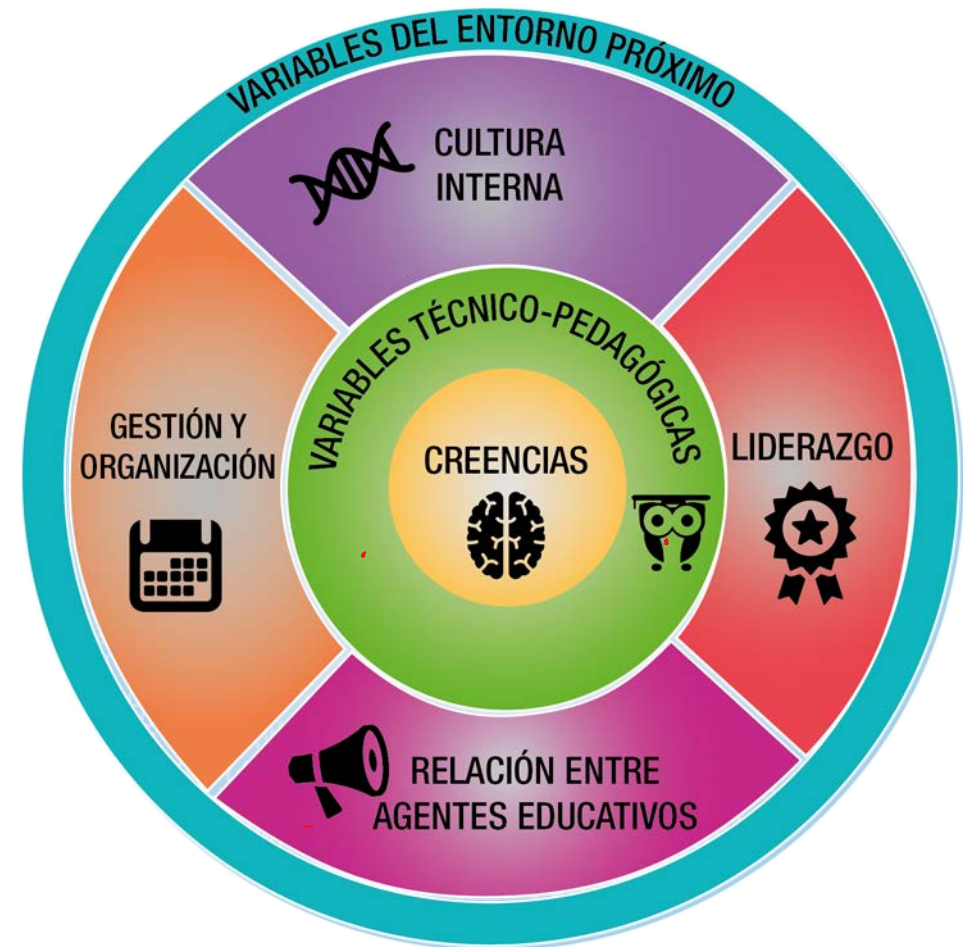 VARIABLES DEL ENTORNO PRÓXIMO
CULTURA
INTERNA
VARIABLES TÉCNICO-PEDAGÓGICAS
GESTIÓN Y
ORGANIZACIÓN
CREENCIAS
LIDERAZGO
RELACIÓN ENTRE
AGENTES EDUCATIVOS